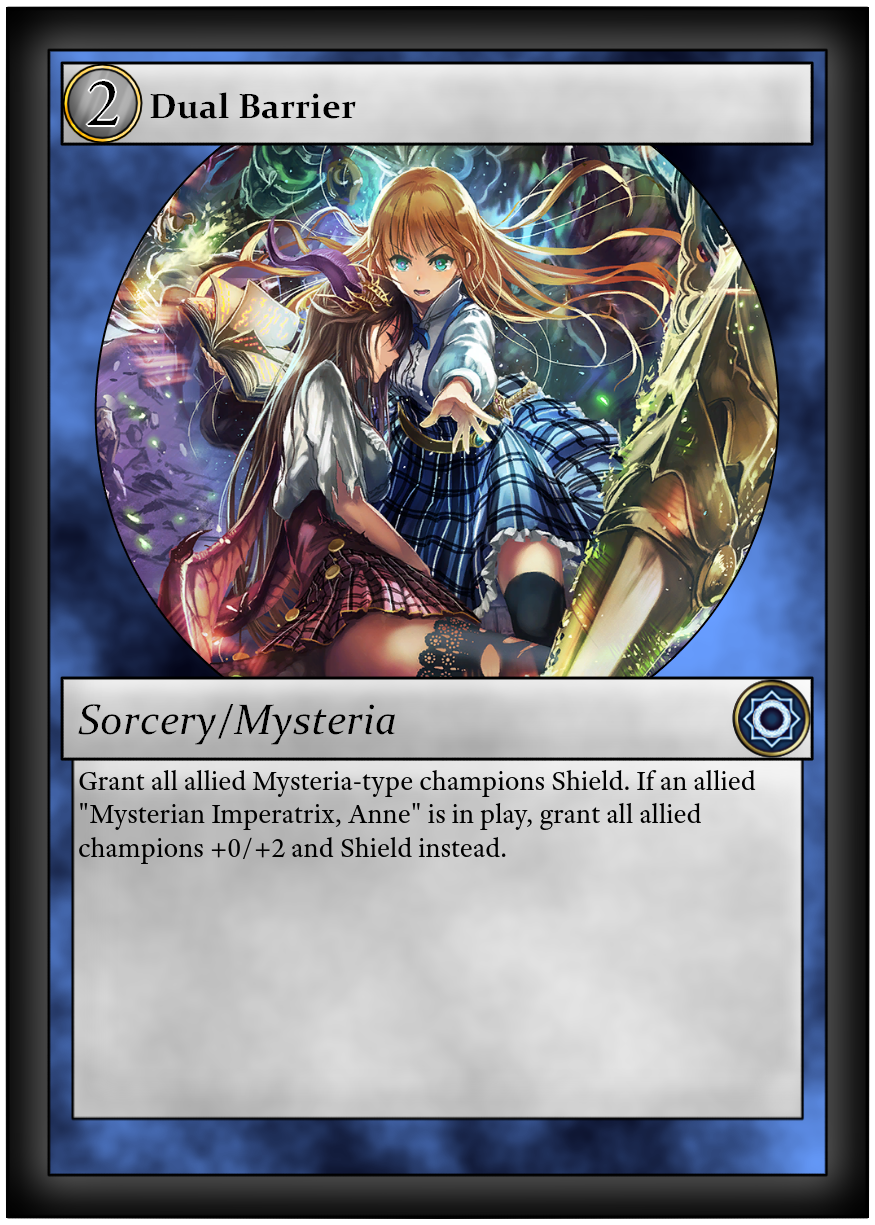 2
Dual Barrier
Sorcery/Mysteria
Grant all allied Mysteria-type champions Shield. If an allied
"Mysterian Imperatrix, Anne" is in play, grant all allied
champions +0/+2 and Shield instead.